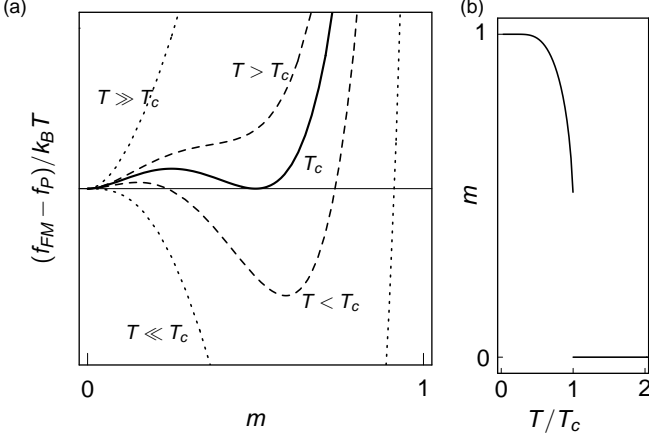 (a)
(f_FM − f_P)/k_B T
T ≫ T_c
T > T_c
T_c
T < T_c
T ≪ T_c
0
1
m
(b)
1
m
0
0
1
2
T/T_c